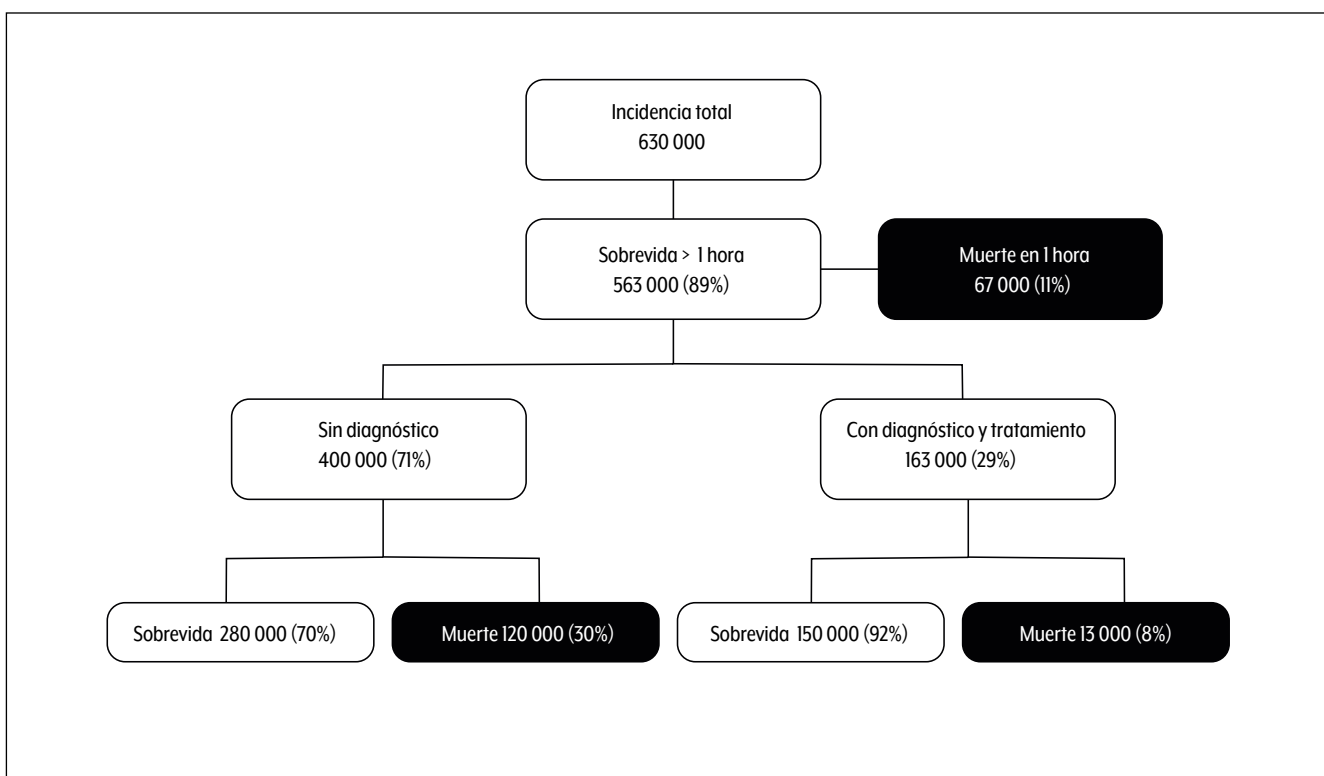 Incidencia total
630 000
Sobrevida > 1 hora
563 000 (89%)
Muerte en 1 hora
67 000 (11%)
Sin diagnóstico
400 000 (71%)
Con diagnóstico y tratamiento
163 000 (29%)
Sobrevida 280 000 (70%)
Muerte 120 000 (30%)
Sobrevida 150 000 (92%)
Muerte 13 000 (8%)